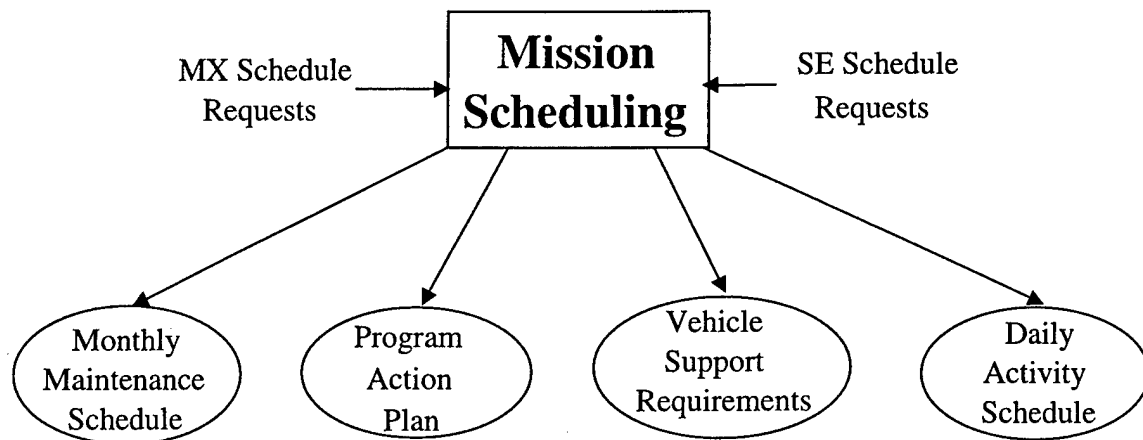 Mission
Scheduling
MX Schedule
Requests
SE Schedule
Requests
Monthly
Maintenance
Schedule
Program
Action
Plan
Vehicle
Support
Requirements
Daily
Activity
Schedule